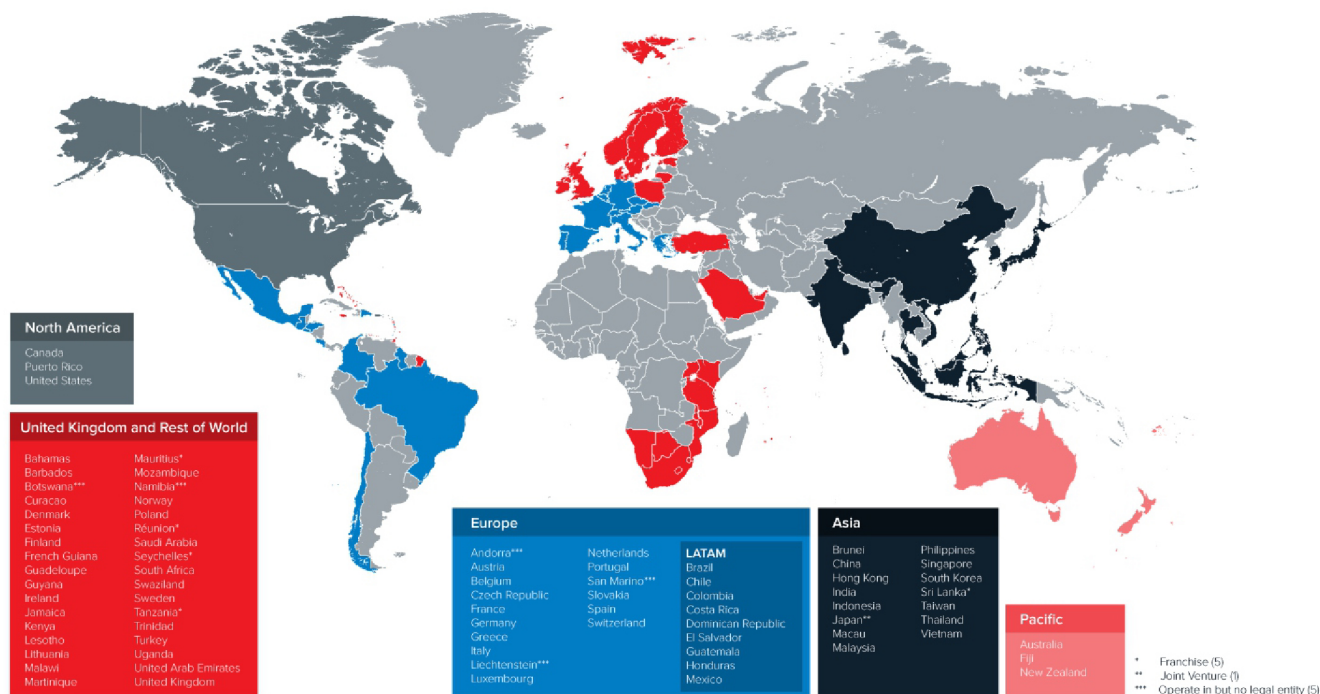 North America
Canada
Puerto Rico
United States
United Kingdom and Rest of World
Bahamas
Barbados
Botswana***
Curacao
Denmark
Estonia
Finland
French Guiana
Guadeloupe
Guyana
Ireland
Jamaica
Kenya
Lesotho
Lithuania
Malawi
Martinique
Mauritius*
Mozambique
Namibia***
Norway
Poland
Réunion*
Saudi Arabia
Seychelles*
South Africa
Swaziland
Sweden
Tanzania*
Trinidad
Turkey
Uganda
United Arab Emirates
United Kingdom
Europe
Andorra***
Austria
Belgium
Czech Republic
France
Germany
Greece
Italy
Liechtenstein***
Luxembourg
Netherlands
Portugal
San Marino***
Slovakia
Spain
Switzerland
LATAM
Brazil
Chile
Colombia
Costa Rica
Dominican Republic
El Salvador
Guatemala
Honduras
Mexico
Asia
Brunei
China
Hong Kong
India
Indonesia
Japan**
Macau
Malaysia
Philippines
Singapore
South Korea
Sri Lanka*
Taiwan
Thailand
Vietnam
Pacific
Australia
Fiji
New Zealand
* Franchise (5)
** Joint Venture (1)
*** Operate in but no legal entity (5)